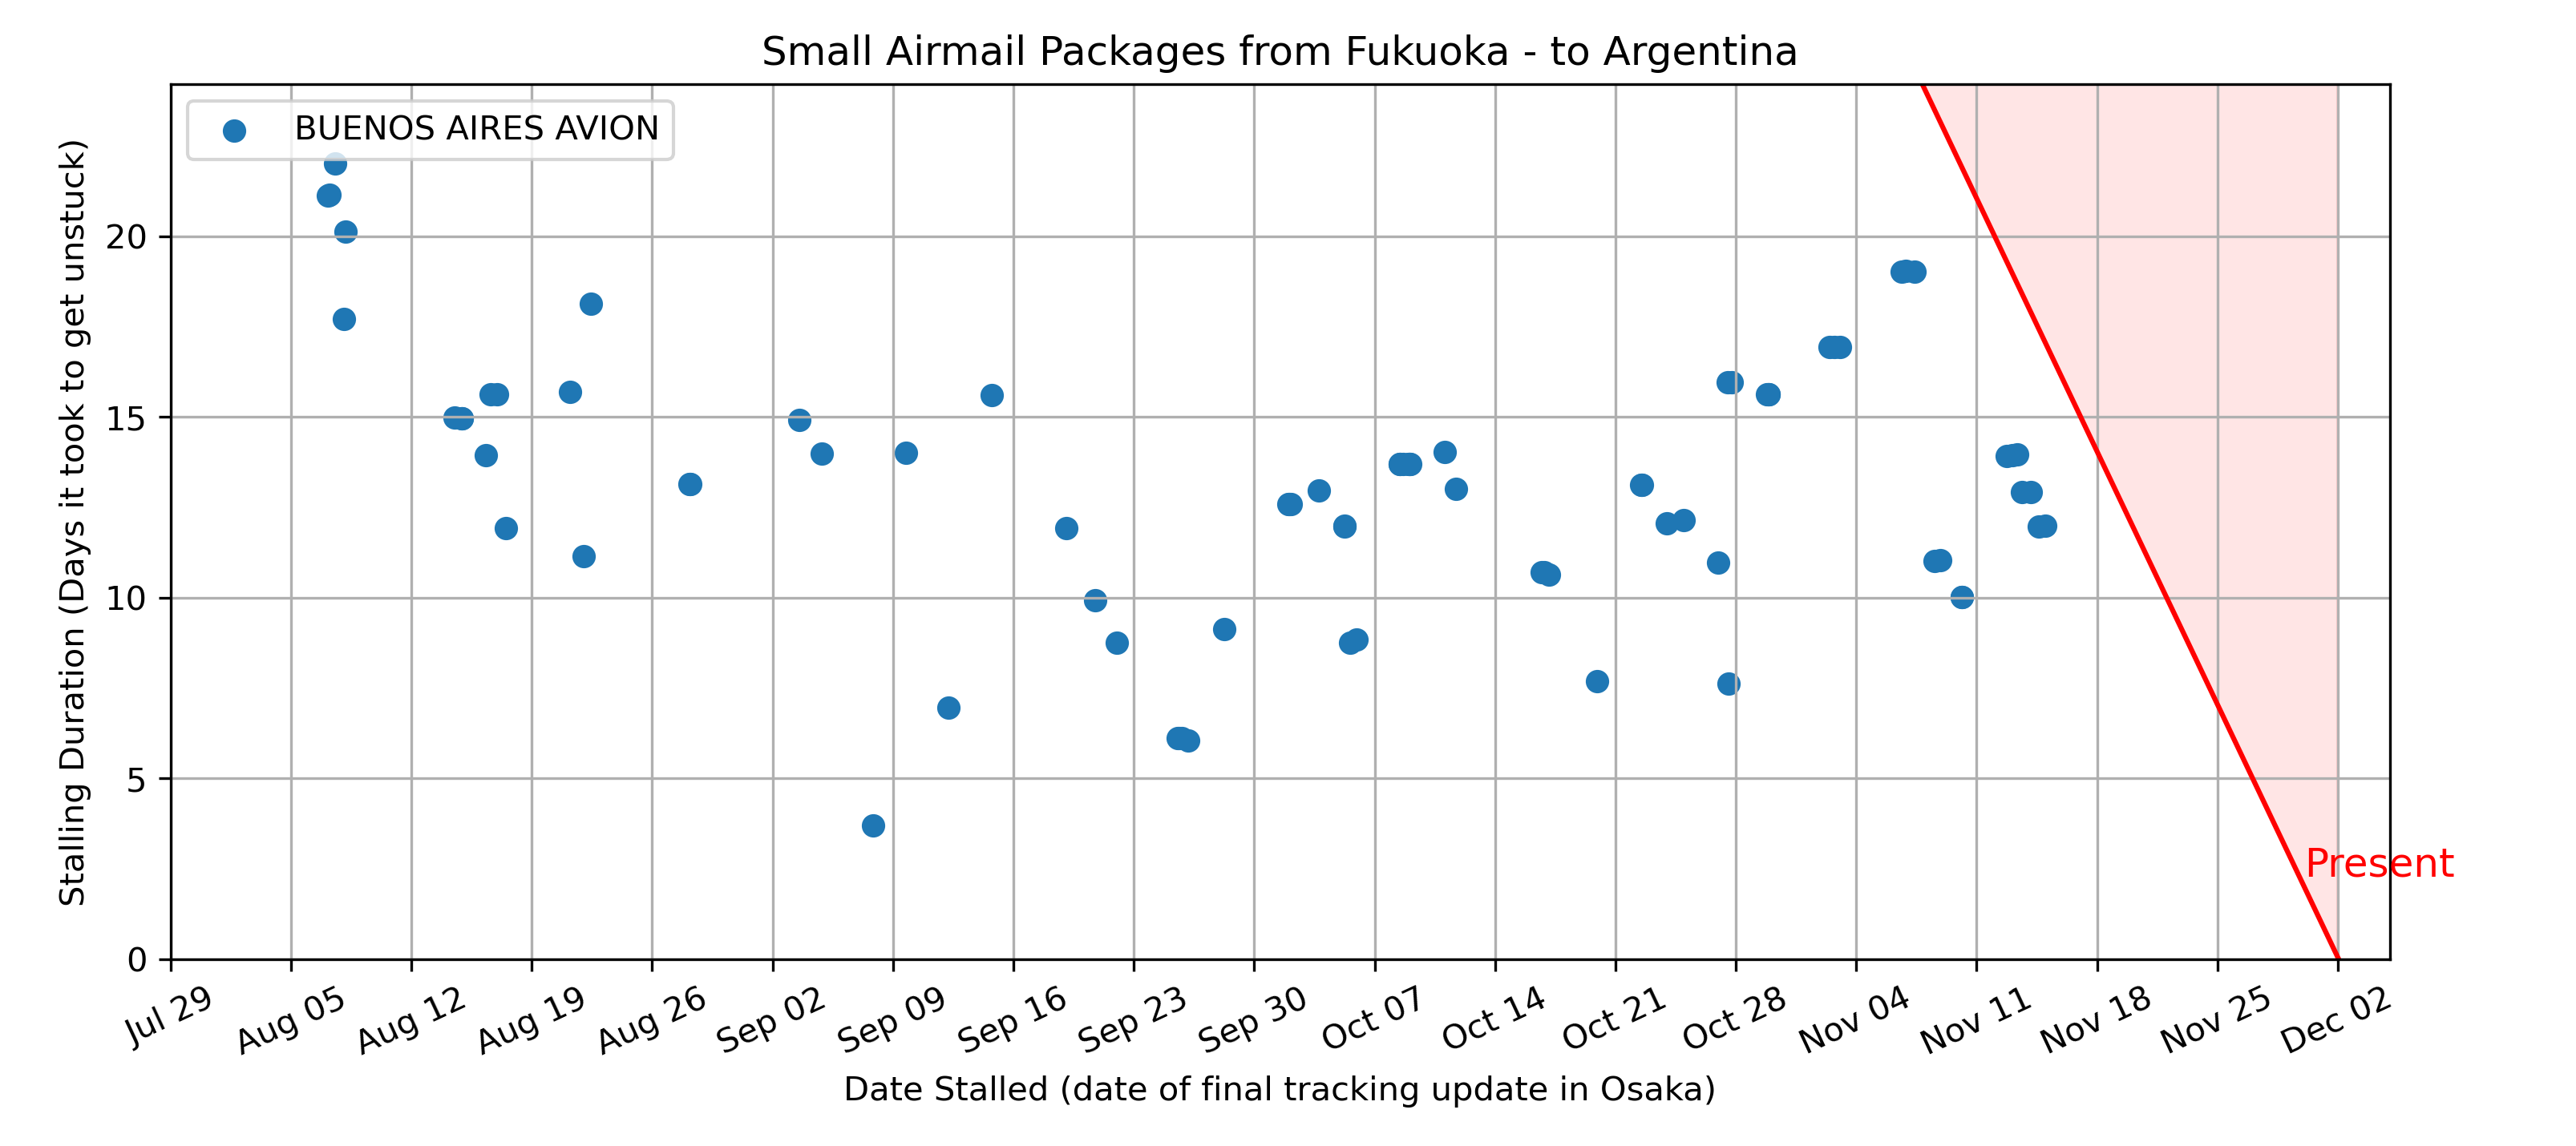 Small Airmail Packages from Fukuoka - to Argentina
BUENOS AIRES AVION
Stalling Duration (Days it took to get unstuck)
20
15
10
5
0
Present
Jul 29
Aug 05
Aug 12
Aug 19
Aug 26
Sep 02
Sep 09
Sep 16
Sep 23
Sep 30
Oct 07
Oct 14
Oct 21
Oct 28
Nov 04
Nov 11
Nov 18
Nov 25
Dec 02
Date Stalled (date of final tracking update in Osaka)